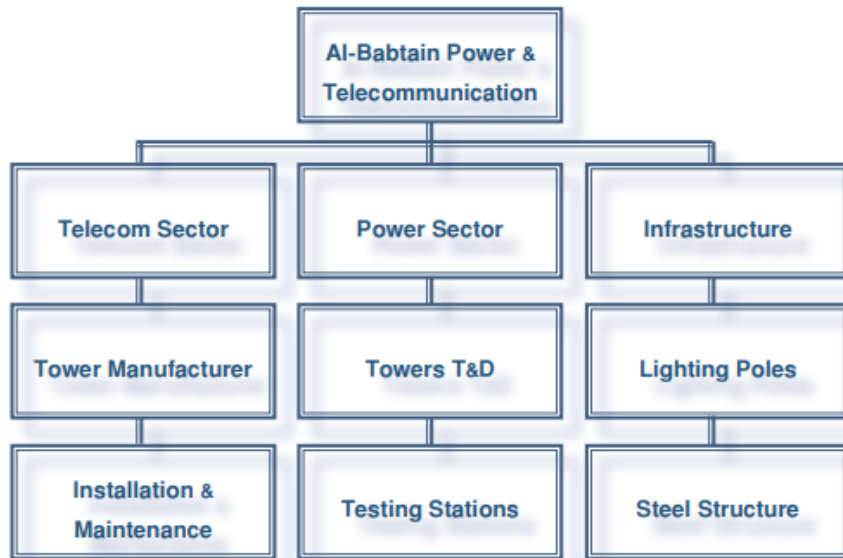 Al-Babtain Power &
Telecommunication
Telecom Sector
Power Sector
Infrastructure
Tower Manufacturer
Towers T&D
Lighting Poles
Installation &
Maintenance
Testing Stations
Steel Structure